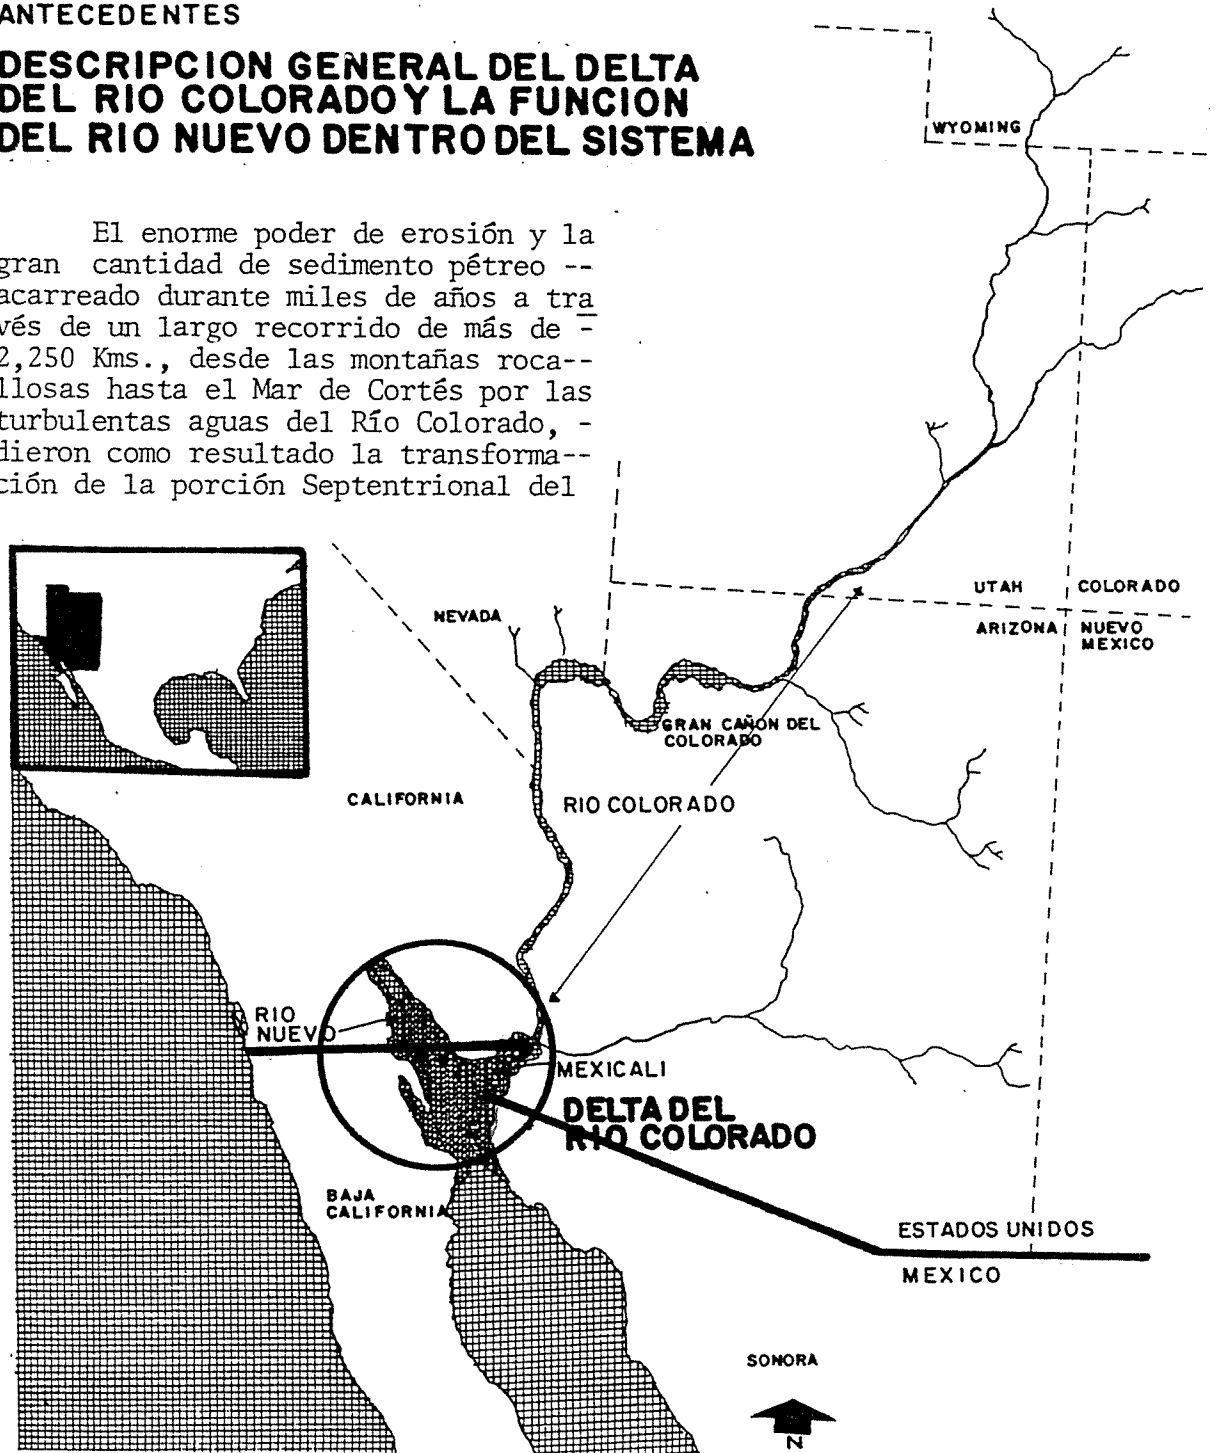 ANTECEDENTES
DESCRIPCION GENERAL DEL DELTA
DEL RIO COLORADO Y LA FUNCION
DEL RIO NUEVO DENTRO DEL SISTEMA
El enorme poder de erosión y la
gran cantidad de sedimento pétreo --
acarreado durante miles de años a tra
vés de un largo recorrido de más de -
2,250 Kms., desde las montañas roca--
llosas hasta el Mar de Cortés por las
turbulentas aguas del Río Colorado, -
dieron como resultado la transforma--
ción de la porción Septentrional del
WYOMING
UTAH
COLORADO
ARIZONA
NUEVO
MEXICO
NEVADA
GRAN CAÑON DEL
COLORADO
CALIFORNIA
RIO COLORADO
RIO
NUEVO
MEXICALI
DELTA DEL
RIO COLORADO
BAJA
CALIFORNIA
ESTADOS UNIDOS
MEXICO
SONORA
N